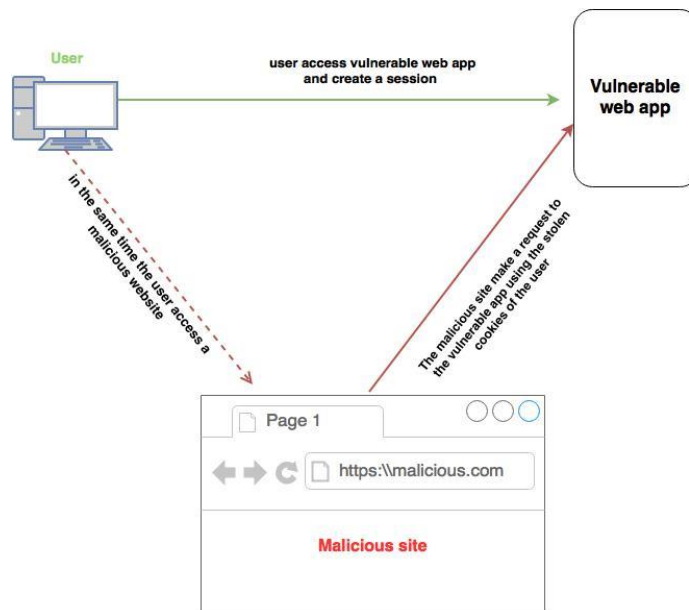 User
user access vulnerable web app
and create a session
Vulnerable
web app
in the same time the user access a
malicious website
The malicious site make a request to
the vulnerable app using the stolen
cookies of the user
Page 1
https:\\malicious.com
Malicious site